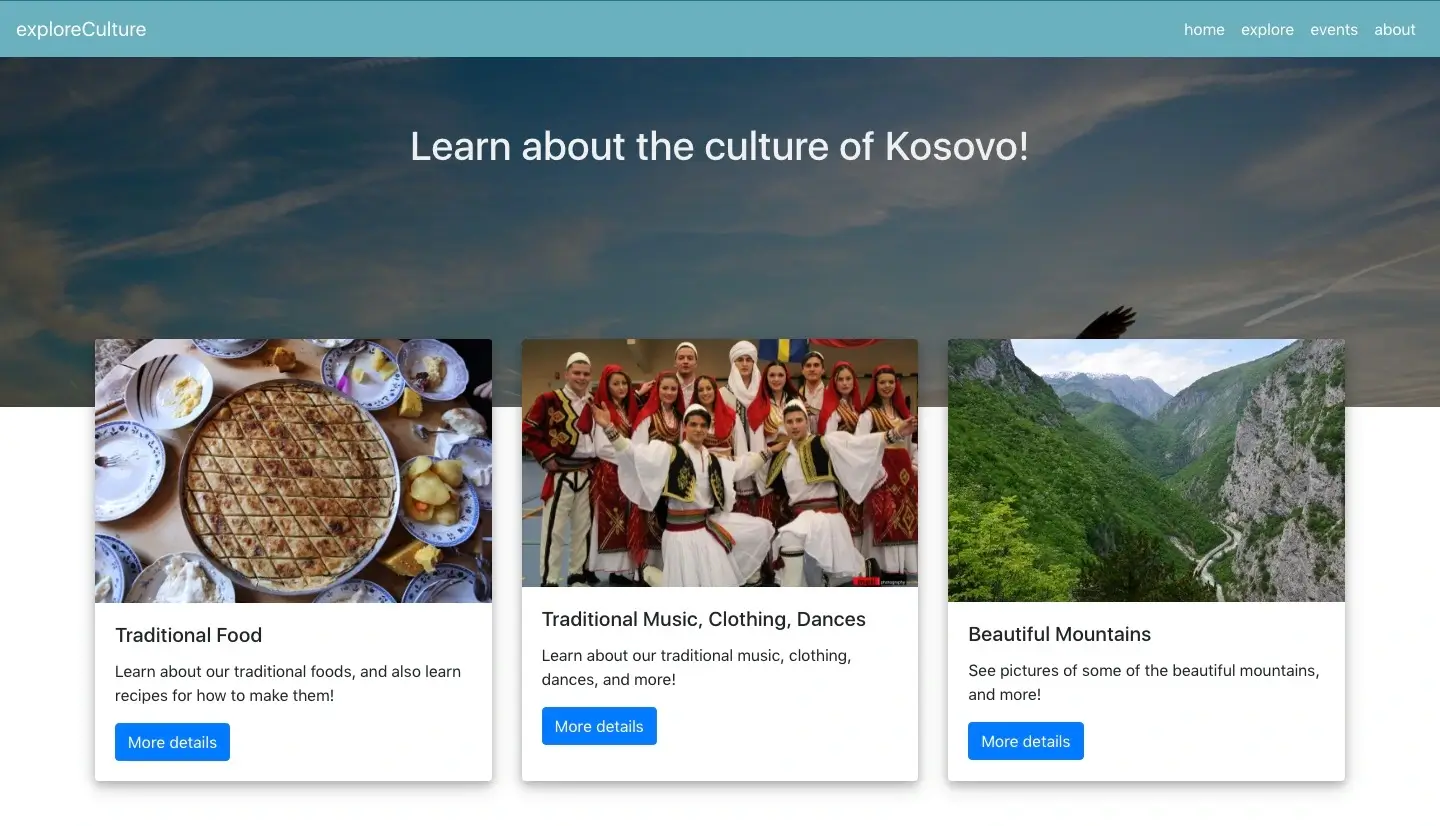 exploreCulture
home explore events about
Learn about the culture of Kosovo!
Traditional Food
Learn about our traditional foods, and also learn
recipes for how to make them!
More details
Traditional Music, Clothing, Dances
Learn about our traditional music, clothing,
dances, and more!
More details
Beautiful Mountains
See pictures of some of the beautiful mountains,
and more!
More details